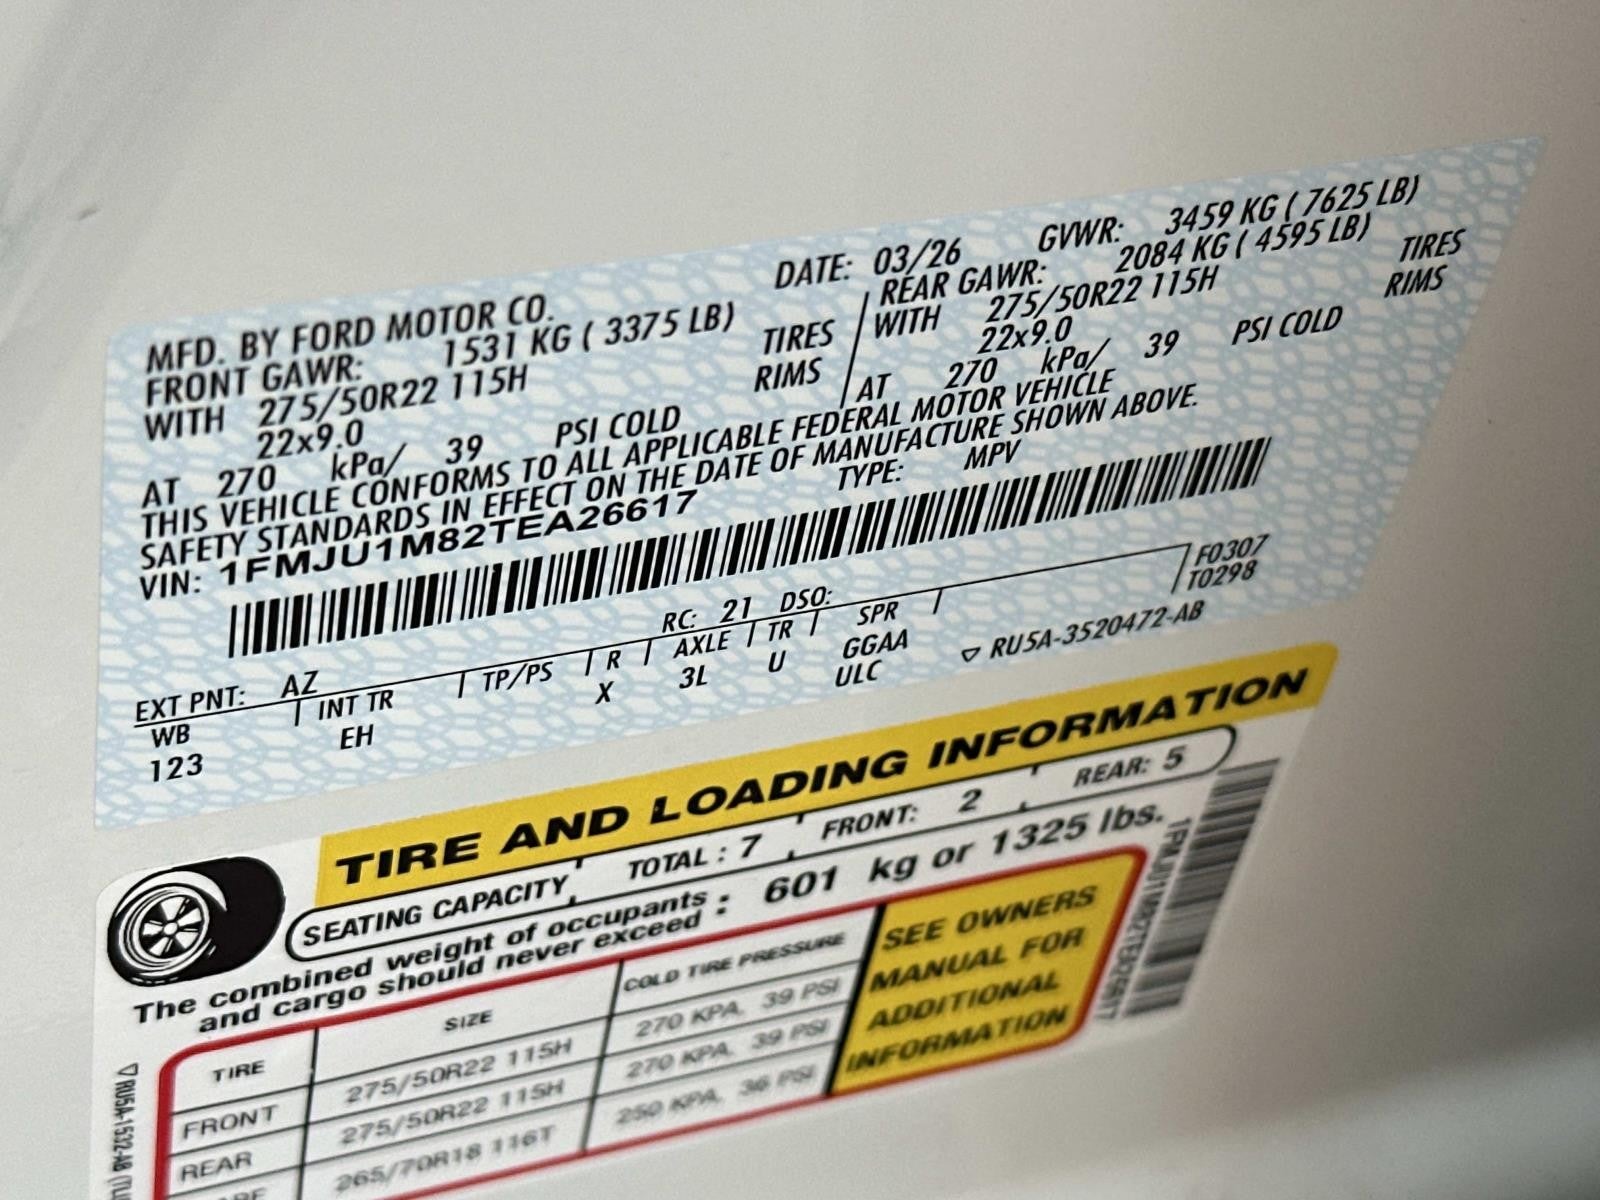 MFD. BY FORD MOTOR CO.
DATE: 03/26 GVWR: 3459 KG ( 7625 LB)
FRONT GAWR: 1531 KG ( 3375 LB)
REAR GAWR: 2084 KG ( 4595 LB)
WITH 275/50R22 115H TIRES
WITH 275/50R22 115H TIRES
22x9.0 RIMS
22x9.0 RIMS
AT 270 kPa/ 39 PSI COLD
AT 270 kPa/ 39 PSI COLD
THIS VEHICLE CONFORMS TO ALL APPLICABLE FEDERAL MOTOR VEHICLE
SAFETY STANDARDS IN EFFECT ON THE DATE OF MANUFACTURE SHOWN ABOVE.
VIN: 1FMJU1M82TEA26617 TYPE: MPV
F0307
T0298
EXT PNT: AZ RC: 21 DSO:
WB INT TR TP/PS R AXLE TR SPR
123 EH X 3L U GGAA
ULC
▽ RU5A-3520472-AB
TIRE AND LOADING INFORMATION
SEATING CAPACITY TOTAL : 7 FRONT: 2 REAR: 5
The combined weight of occupants
and cargo should never exceed : 601 kg or 1325 lbs.
TIRE SIZE COLD TIRE PRESSURE
FRONT 275/50R22 115H 270 KPA, 39 PSI
REAR 275/50R22 115H 270 KPA, 39 PSI
265/70R18 116T 250 KPA, 36 PSI
SEE OWNERS
MANUAL FOR
ADDITIONAL
INFORMATION